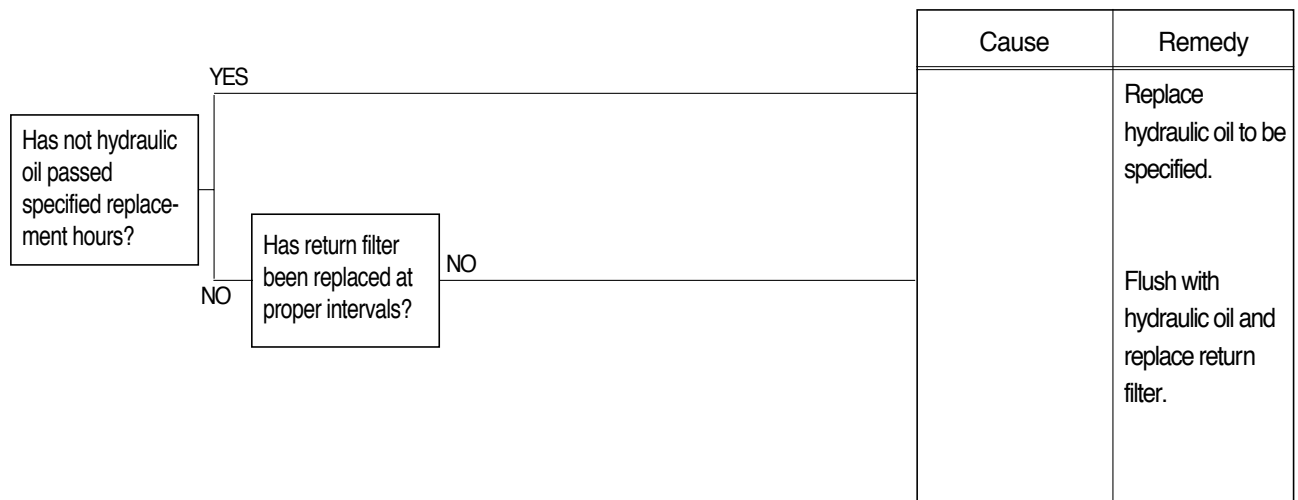 Cause
Remedy
YES
Replace
hydraulic oil to be
specified.
Has not hydraulic
oil passed
specified replace-
ment hours?
NO
Has return filter
been replaced at
proper intervals?
NO
Flush with
hydraulic oil and
replace return
filter.